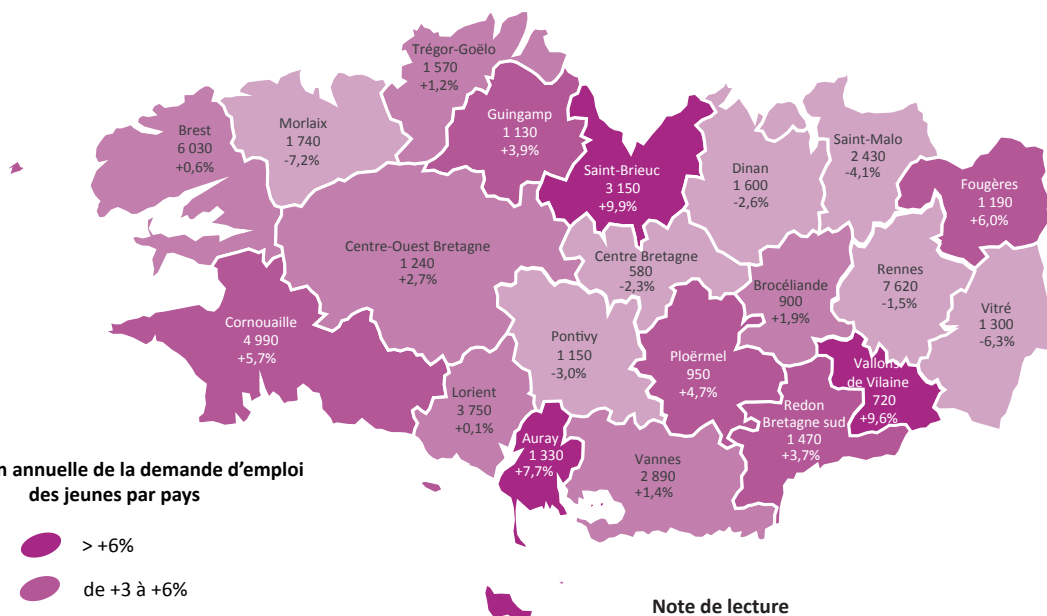 Trégor-Goëlo
1 570
+1,2%
Guingamp
1 130
+3,9%
Brest
6 030
+0,6%
Morlaix
1 740
-7,2%
Saint-Brieuc
3 150
+9,9%
Dinan
1 600
-2,6%
Saint-Malo
2 430
-4,1%
Fougères
1 190
+6,0%
Centre-Ouest Bretagne
1 240
+2,7%
Centre Bretagne
580
-2,3%
Brocéliande
900
+1,9%
Rennes
7 620
-1,5%
Vitré
1 300
-6,3%
Cornouaille
4 990
+5,7%
Pontivy
1 150
-3,0%
Ploërmel
950
+4,7%
Vallons
de Vilaine
720
+9,6%
Lorient
3 750
+0,1%
Redon
Bretagne sud
1 470
+3,7%
Auray
1 330
+7,7%
Vannes
2 890
+1,4%
n annuelle de la demande d'emploi
des jeunes par pays
> +6%
de +3 à +6%
Note de lecture